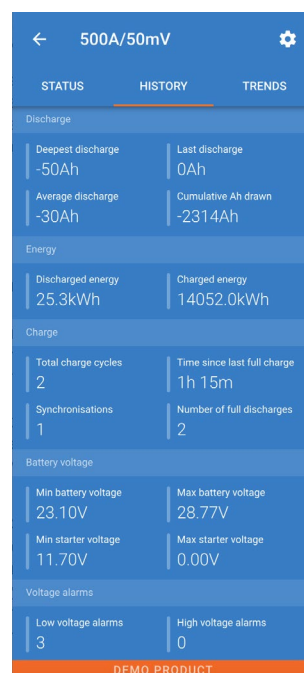 500A/50mV
STATUS HISTORY TRENDS
Discharge
Deepest discharge Last discharge
-50Ah 0Ah
Average discharge Cumulative Ah drawn
-30Ah -2314Ah
Energy
Discharged energy Charged energy
25.3kWh 14052.0kWh
Charge
Total charge cycles Time since last full charge
2 1h 15m
Synchronisations Number of full discharges
1 2
Battery voltage
Min battery voltage Max battery voltage
23.10V 28.77V
Min starter voltage Max starter voltage
11.70V 0.00V
Voltage alarms
Low voltage alarms High voltage alarms
3 0
DEMO PRODUCT